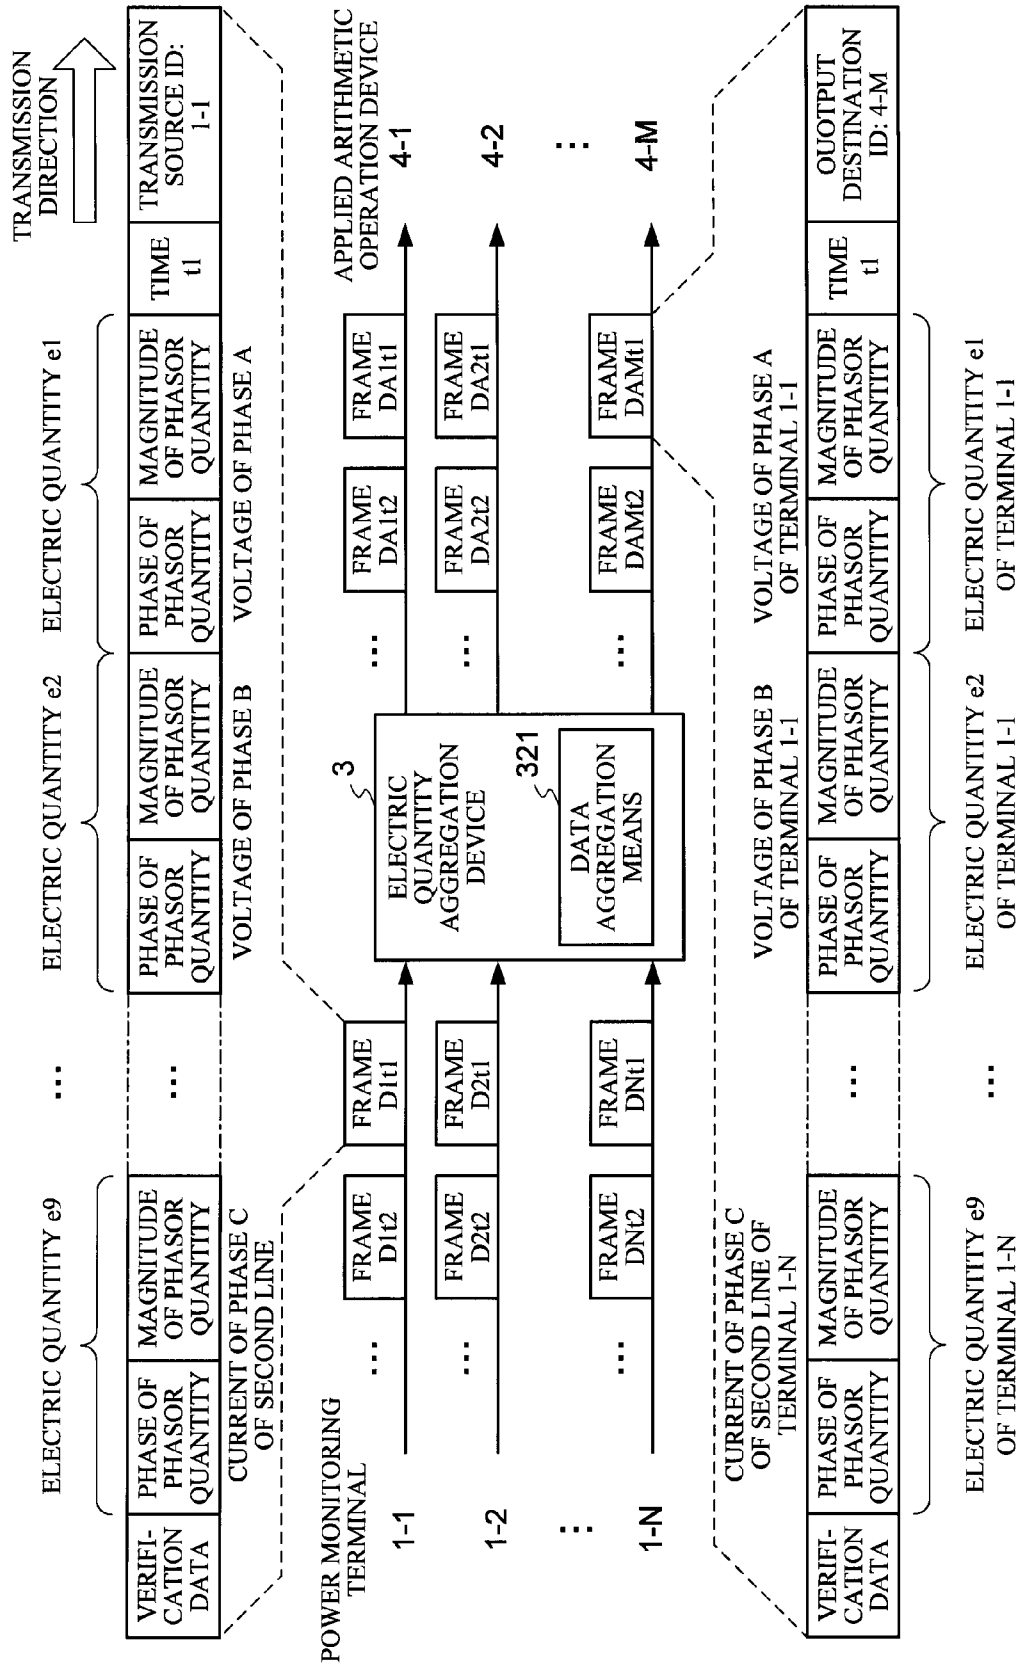 TRANSMISSION
DIRECTION
ELECTRIC QUANTITY e9
...
ELECTRIC QUANTITY e2
ELECTRIC QUANTITY e1
VERIFI-
CATION
DATA
PHASE OF
PHASOR
QUANTITY
MAGNITUDE
OF PHASOR
QUANTITY
...
PHASE OF
PHASOR
QUANTITY
MAGNITUDE
OF PHASOR
QUANTITY
PHASE OF
PHASOR
QUANTITY
MAGNITUDE
OF PHASOR
QUANTITY
TIME
t1
TRANSMISSION
SOURCE ID:
1-1
CURRENT OF PHASE C
OF SECOND LINE
VOLTAGE OF PHASE B
VOLTAGE OF PHASE A
POWER MONITORING
TERMINAL
APPLIED ARITHMETIC
OPERATION DEVICE
1-1
...
FRAME
D1t2
FRAME
D1t1
3
...
FRAME
DA1t2
FRAME
DA1t1
4-1
1-2
...
FRAME
D2t2
FRAME
D2t1
ELECTRIC
QUANTITY
AGGREGATION
DEVICE
...
FRAME
DA2t2
FRAME
DA2t1
4-2
...
321
...
1-N
...
FRAME
DNt2
FRAME
DNt1
DATA
AGGREGATION
MEANS
...
FRAME
DAMt2
FRAME
DAMt1
4-M
CURRENT OF PHASE C
OF SECOND LINE OF
TERMINAL 1-N
VOLTAGE OF PHASE B
OF TERMINAL 1-1
VOLTAGE OF PHASE A
OF TERMINAL 1-1
VERIFI-
CATION
DATA
PHASE OF
PHASOR
QUANTITY
MAGNITUDE
OF PHASOR
QUANTITY
...
PHASE OF
PHASOR
QUANTITY
MAGNITUDE
OF PHASOR
QUANTITY
PHASE OF
PHASOR
QUANTITY
MAGNITUDE
OF PHASOR
QUANTITY
TIME
t1
OUOTPUT
DESTINATION
ID: 4-M
ELECTRIC QUANTITY e9
OF TERMINAL 1-N
...
ELECTRIC QUANTITY e2
OF TERMINAL 1-1
ELECTRIC QUANTITY e1
OF TERMINAL 1-1